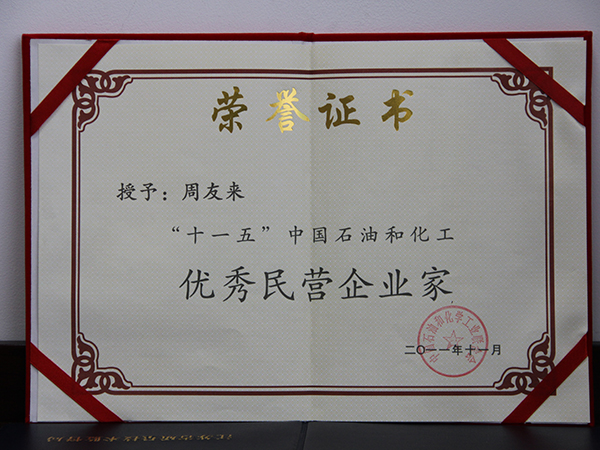 荣誉证书
授予：周友来
“十一五”中国石油和化工
优秀民营企业家
二〇一一年十一月